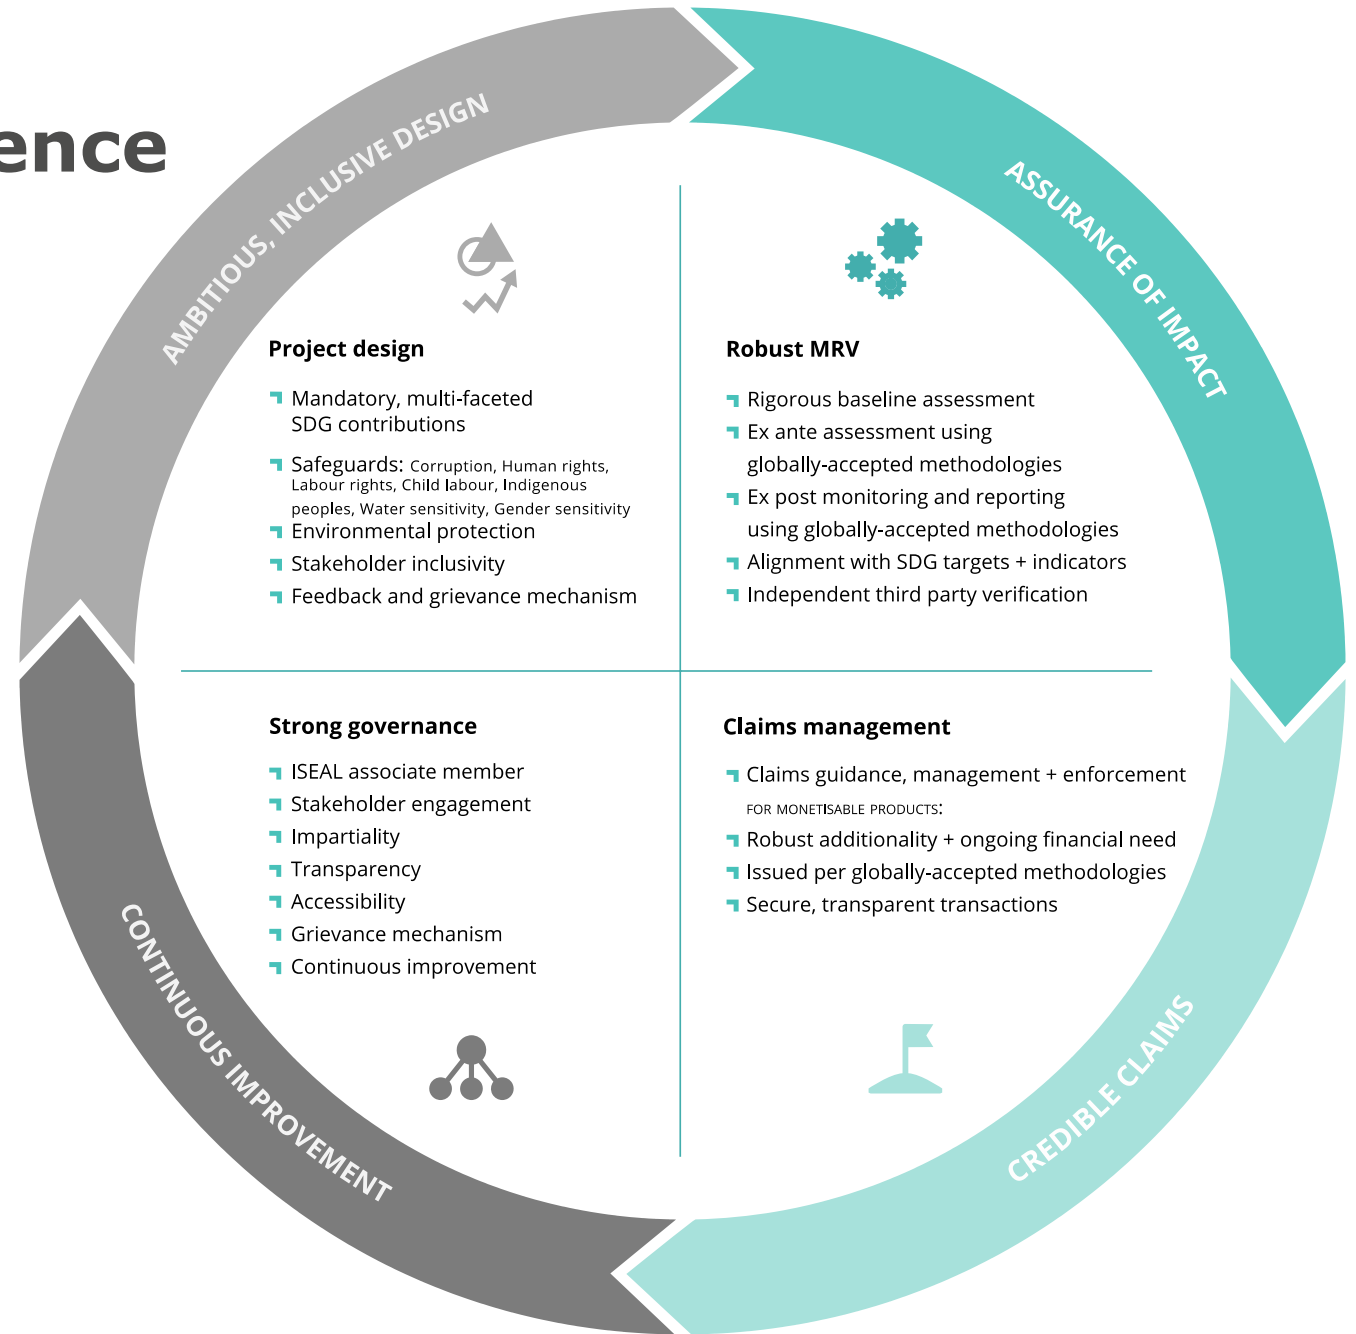 ence
AMBITIOUS, INCLUSIVE DESIGN
ASSURANCE OF IMPACT
Project design
Mandatory, multi-faceted
SDG contributions
Safeguards: Corruption, Human rights,
Labour rights, Child labour, Indigenous
peoples, Water sensitivity, Gender sensitivity
Environmental protection
Stakeholder inclusivity
Feedback and grievance mechanism
Robust MRV
Rigorous baseline assessment
Ex ante assessment using
globally-accepted methodologies
Ex post monitoring and reporting
using globally-accepted methodologies
Alignment with SDG targets + indicators
Independent third party verification
Strong governance
ISEAL associate member
Stakeholder engagement
Impartiality
Transparency
Accessibility
Grievance mechanism
Continuous improvement
Claims management
Claims guidance, management + enforcement
FOR MONETISABLE PRODUCTS:
Robust additionality + ongoing financial need
Issued per globally-accepted methodologies
Secure, transparent transactions
CONTINUOUS IMPROVEMENT
CREDIBLE CLAIMS